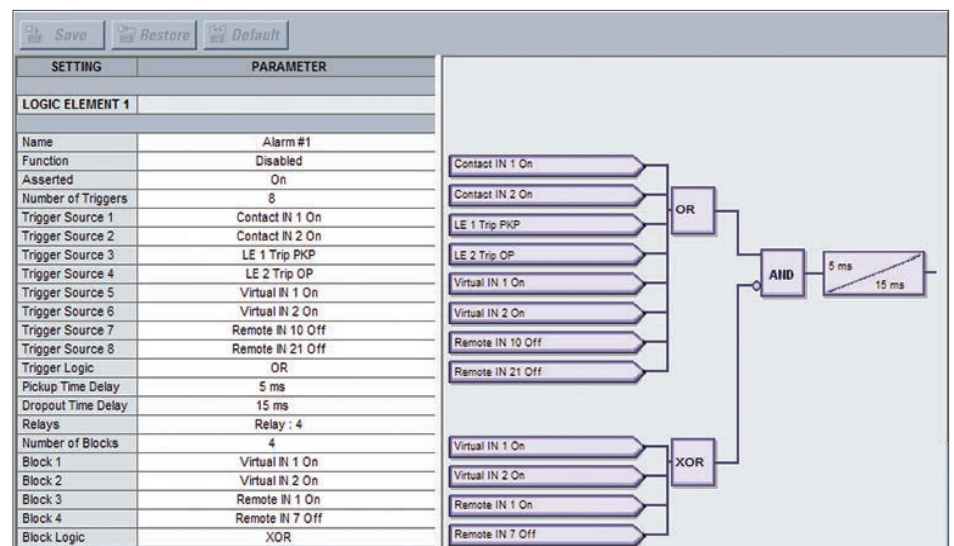 Save Restore Default
SETTING PARAMETER
LOGIC ELEMENT 1
Name Alarm #1
Function Disabled
Asserted On
Number of Triggers 8
Trigger Source 1 Contact IN 1 On
Trigger Source 2 Contact IN 2 On
Trigger Source 3 LE 1 Trip PKP
Trigger Source 4 LE 2 Trip OP
Trigger Source 5 Virtual IN 1 On
Trigger Source 6 Virtual IN 2 On
Trigger Source 7 Remote IN 10 Off
Trigger Source 8 Remote IN 21 Off
Trigger Logic OR
Pickup Time Delay 5 ms
Dropout Time Delay 15 ms
Relays Relay : 4
Number of Blocks 4
Block 1 Virtual IN 1 On
Block 2 Virtual IN 2 On
Block 3 Remote IN 1 On
Block 4 Remote IN 7 Off
Block Logic XOR
Contact IN 1 On
Contact IN 2 On
OR
LE 1 Trip PKP
LE 2 Trip OP
AND
5 ms
15 ms
Virtual IN 1 On
Virtual IN 2 On
Remote IN 10 Off
Remote IN 21 Off
Virtual IN 1 On
XOR
Virtual IN 2 On
Remote IN 1 On
Remote IN 7 Off